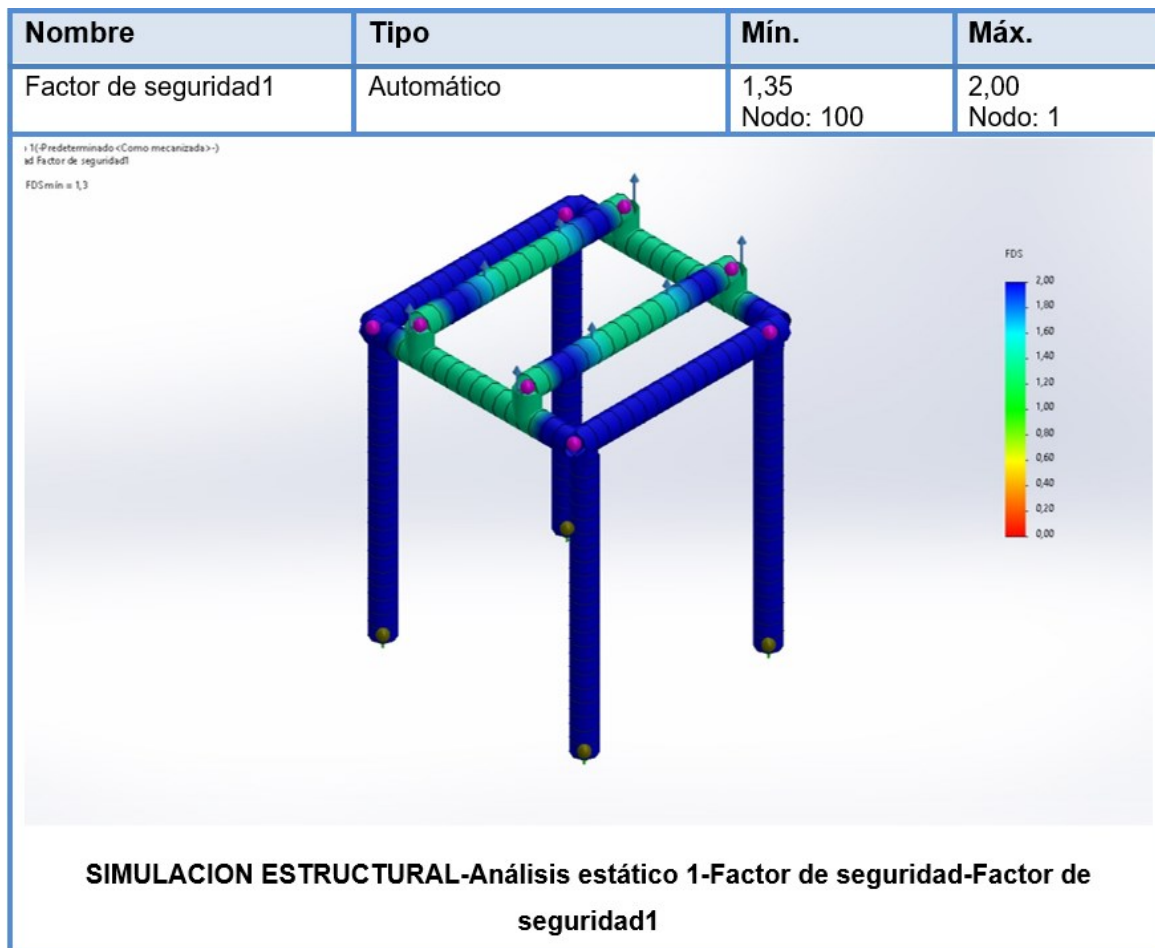 Nombre Tipo Mín. Máx.
Factor de seguridad1 Automático 1,35 2,00
Nodo: 100 Nodo: 1
1(-Predeterminado<Como mecanizada>-)
ad Factor de seguridad1
FDS mín = 1,3
FDS
2,00
1,80
1,60
1,40
1,20
1,00
0,80
0,60
0,40
0,20
0,00
SIMULACION ESTRUCTURAL-Análisis estático 1-Factor de seguridad-Factor de
seguridad1